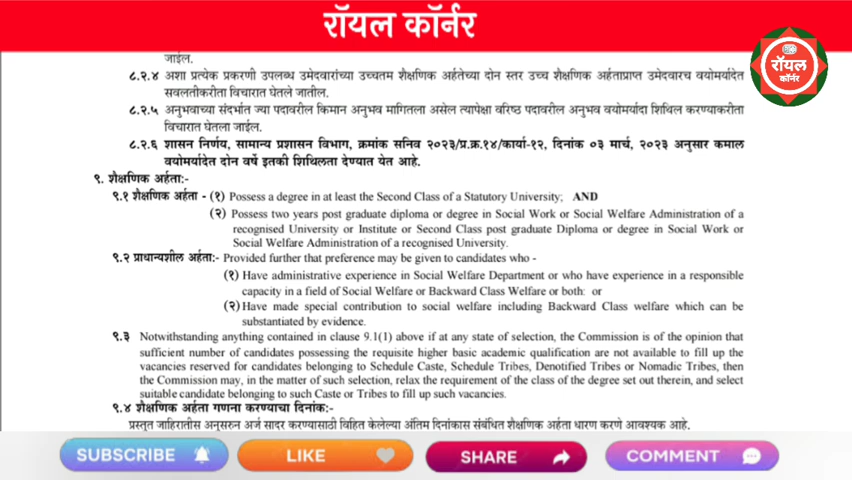 रॉयल कॉर्नर
रॉयल
कॉर्नर
जाईल.
८.२.४ अशा प्रत्येक प्रकरणी उपलब्ध उमेदवारांच्या उच्चतम शैक्षणिक अर्हतेच्या दोन स्तर उच्च शैक्षणिक अर्हताप्राप्त उमेदवारच वयोमर्यादेत
सवलतीकरीता विचारात घेतले जातील.
८.२.५ अनुभवाच्या संदर्भात ज्या पदावरील किमान अनुभव मागितला असेल त्यापेक्षा वरिष्ठ पदावरील अनुभव वयोमर्यादा शिथिल करण्याकरीता
विचारात घेतला जाईल.
८.२.६ शासन निर्णय, सामान्य प्रशासन विभाग, क्रमांक सनिव २०२३/प्र.क्र.१४/कार्या-१२, दिनांक ०३ मार्च, २०२३ अनुसार कमाल
वयोमर्यादेत दोन वर्षे इतकी शिथिलता देण्यात येत आहे.
९. शैक्षणिक अर्हता:-
९.१ शैक्षणिक अर्हता - (१) Possess a degree in at least the Second Class of a Statutory University; AND
(२) Possess two years post graduate diploma or degree in Social Work or Social Welfare Administration of a
recognised University or Institute or Second Class post graduate Diploma or degree in Social Work or
Social Welfare Administration of a recognised University.
९.२ प्राधान्यशील अर्हता:- Provided further that preference may be given to candidates who -
(१) Have administrative experience in Social Welfare Department or who have experience in a responsible
capacity in a field of Social Welfare or Backward Class Welfare or both: or
(२) Have made special contribution to social welfare including Backward Class welfare which can be
substantiated by evidence.
९.३ Notwithstanding anything contained in clause 9.1(1) above if at any state of selection, the Commission is of the opinion that
sufficient number of candidates possessing the requisite higher basic academic qualification are not available to fill up the
vacancies reserved for candidates belonging to Schedule Caste, Schedule Tribes, Denotified Tribes or Nomadic Tribes, then
the Commission may, in the matter of such selection, relax the requirement of the class of the degree set out therein, and select
suitable candidate belonging to such Caste or Tribes to fill up such vacancies.
९.४ शैक्षणिक अर्हता गणना करण्याचा दिनांक:-
प्रस्तुत जाहिरातीस अनुसरुन अर्ज सादर करण्यासाठी विहित केलेल्या अंतिम दिनांकास संबंधित शैक्षणिक अर्हता धारण करणे आवश्यक आहे.
SUBSCRIBE LIKE SHARE COMMENT